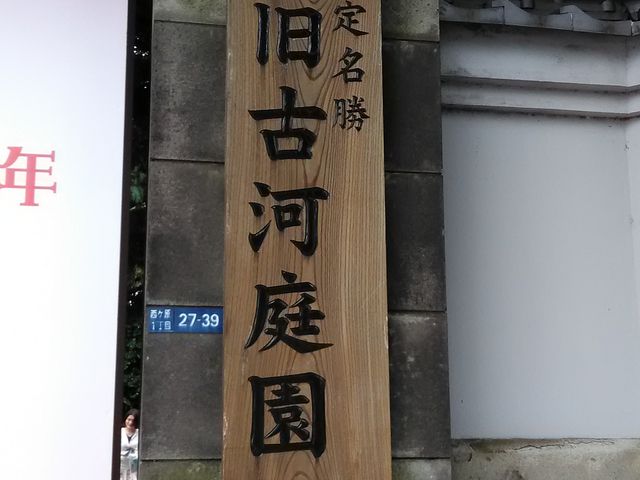 定名勝
旧古河庭園
年
西ケ原
1丁目
27-39